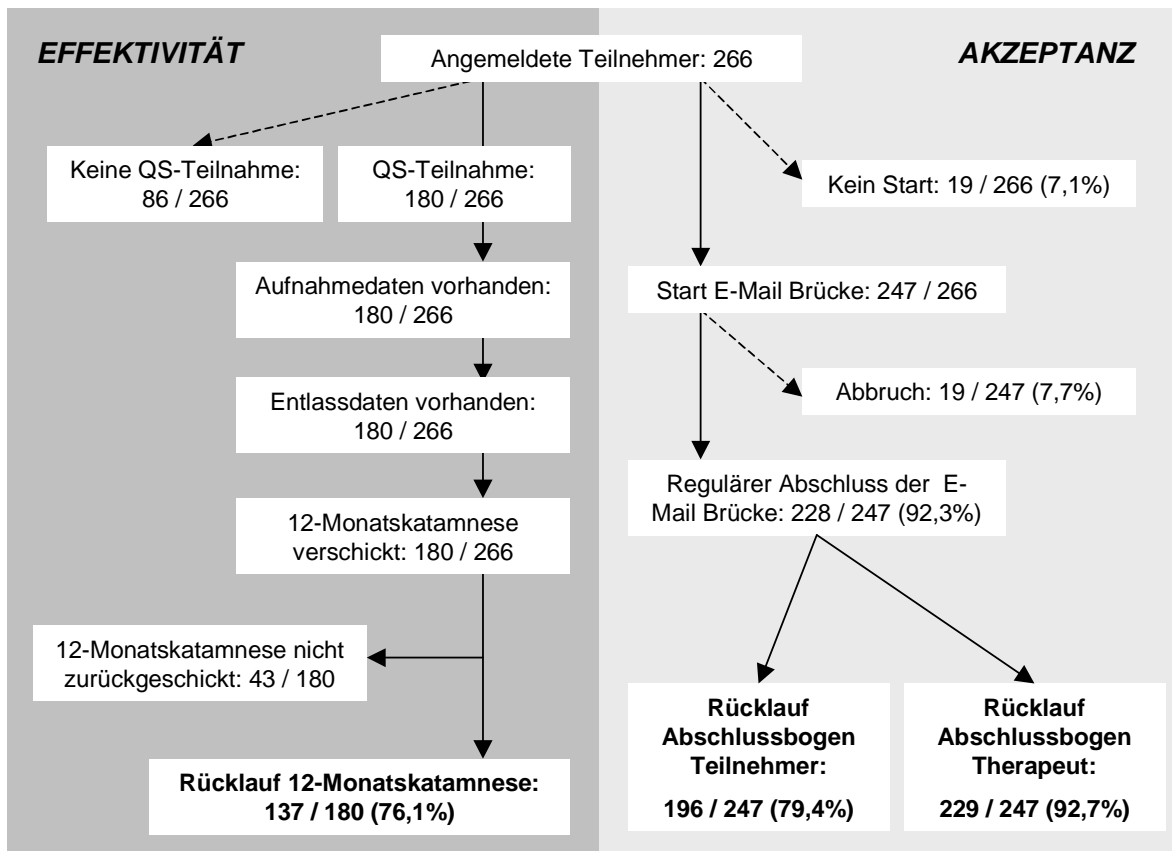 EFFEKTIVITÄT
Angemeldete Teilnehmer: 266
AKZEPTANZ
Keine QS-Teilnahme:
86 / 266
QS-Teilnahme:
180 / 266
Aufnahmedaten vorhanden:
180 / 266
Entlassdaten vorhanden:
180 / 266
12-Monatskatamnese
verschickt: 180 / 266
12-Monatskatamnese nicht
zurückgeschickt: 43 / 180
Rücklauf 12-Monatskatamnese:
137 / 180 (76,1%)
Kein Start: 19 / 266 (7,1%)
Start E-Mail Brücke: 247 / 266
Abbruch: 19 / 247 (7,7%)
Regulärer Abschluss der E-
Mail Brücke: 228 / 247 (92,3%)
Rücklauf
Abschlussbogen
Teilnehmer:
196 / 247 (79,4%)
Rücklauf
Abschlussbogen
Therapeut:
229 / 247 (92,7%)